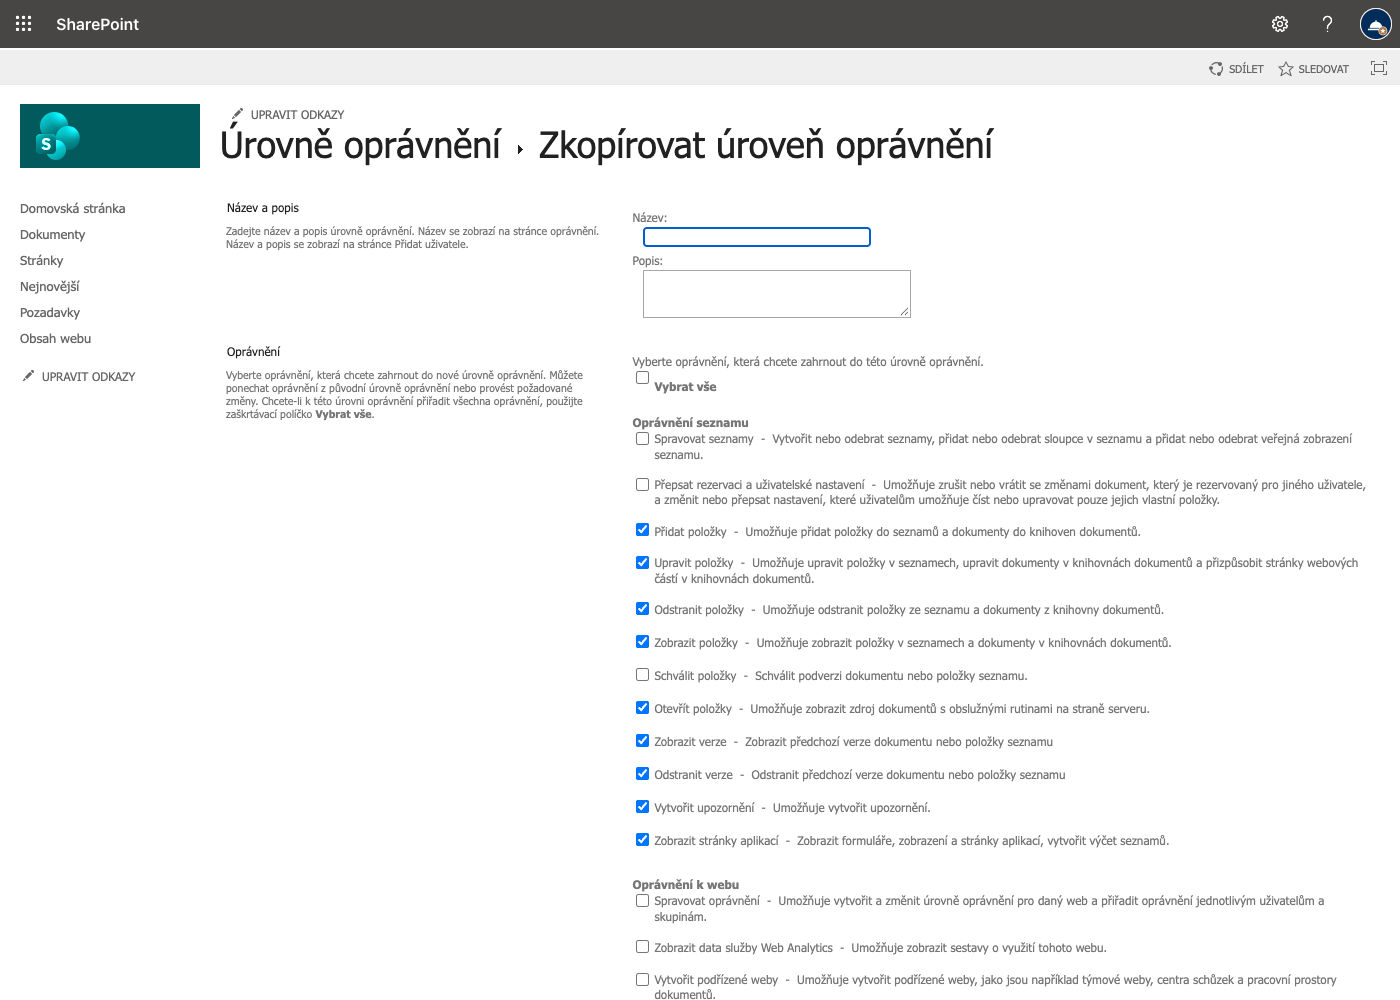 SharePoint
SDÍLET
SLEDOVAT
UPRAVIT ODKAZY
Úrovně oprávnění ▸ Zkopírovat úroveň oprávnění
S
Domovská stránka
Dokumenty
Stránky
Nejnovější
Pozadavky
Obsah webu
UPRAVIT ODKAZY
Název a popis
Zadejte název a popis úrovně oprávnění. Název se zobrazí na stránce oprávnění.
Název a popis se zobrazí na stránce Přidat uživatele.
Název:
Popis:
Oprávnění
Vyberte oprávnění, která chcete zahrnout do nové úrovně oprávnění. Můžete
ponechat oprávnění z původní úrovně oprávnění nebo provést požadované
změny. Chcete-li k této úrovni oprávnění přiřadit všechna oprávnění, použijte
zaškrtávací políčko Vybrat vše.
Vyberte oprávnění, která chcete zahrnout do této úrovně oprávnění.
Vybrat vše
Oprávnění seznamu
Spravovat seznamy - Vytvořit nebo odebrat seznamy, přidat nebo odebrat sloupce v seznamu a přidat nebo odebrat veřejná zobrazení
seznamu.
Přepsat rezervaci a uživatelské nastavení - Umožňuje zrušit nebo vrátit se změnami dokument, který je rezervovaný pro jiného uživatele,
a změnit nebo přepsat nastavení, které uživatelům umožňuje číst nebo upravovat pouze jejich vlastní položky.
Přidat položky - Umožňuje přidat položky do seznamů a dokumenty do knihoven dokumentů.
Upravit položky - Umožňuje upravit položky v seznamech, upravit dokumenty v knihovnách dokumentů a přizpůsobit stránky webových
částí v knihovnách dokumentů.
Odstranit položky - Umožňuje odstranit položky ze seznamu a dokumenty z knihovny dokumentů.
Zobrazit položky - Umožňuje zobrazit položky v seznamech a dokumenty v knihovnách dokumentů.
Schválit položky - Schválit podverzi dokumentu nebo položky seznamu.
Otevřít položky - Umožňuje zobrazit zdroj dokumentů s obslužnými rutinami na straně serveru.
Zobrazit verze - Zobrazit předchozí verze dokumentu nebo položky seznamu
Odstranit verze - Odstranit předchozí verze dokumentu nebo položky seznamu
Vytvořit upozornění - Umožňuje vytvořit upozornění.
Zobrazit stránky aplikací - Zobrazit formuláře, zobrazení a stránky aplikací, vytvořit výčet seznamů.
Oprávnění k webu
Spravovat oprávnění - Umožňuje vytvořit a změnit úrovně oprávnění pro daný web a přiřadit oprávnění jednotlivým uživatelům a
skupinám.
Zobrazit data služby Web Analytics - Umožňuje zobrazit sestavy o využití tohoto webu.
Vytvořit podřízené weby - Umožňuje vytvořit podřízené weby, jako jsou například týmové weby, centra schůzek a pracovní prostory
dokumentů.